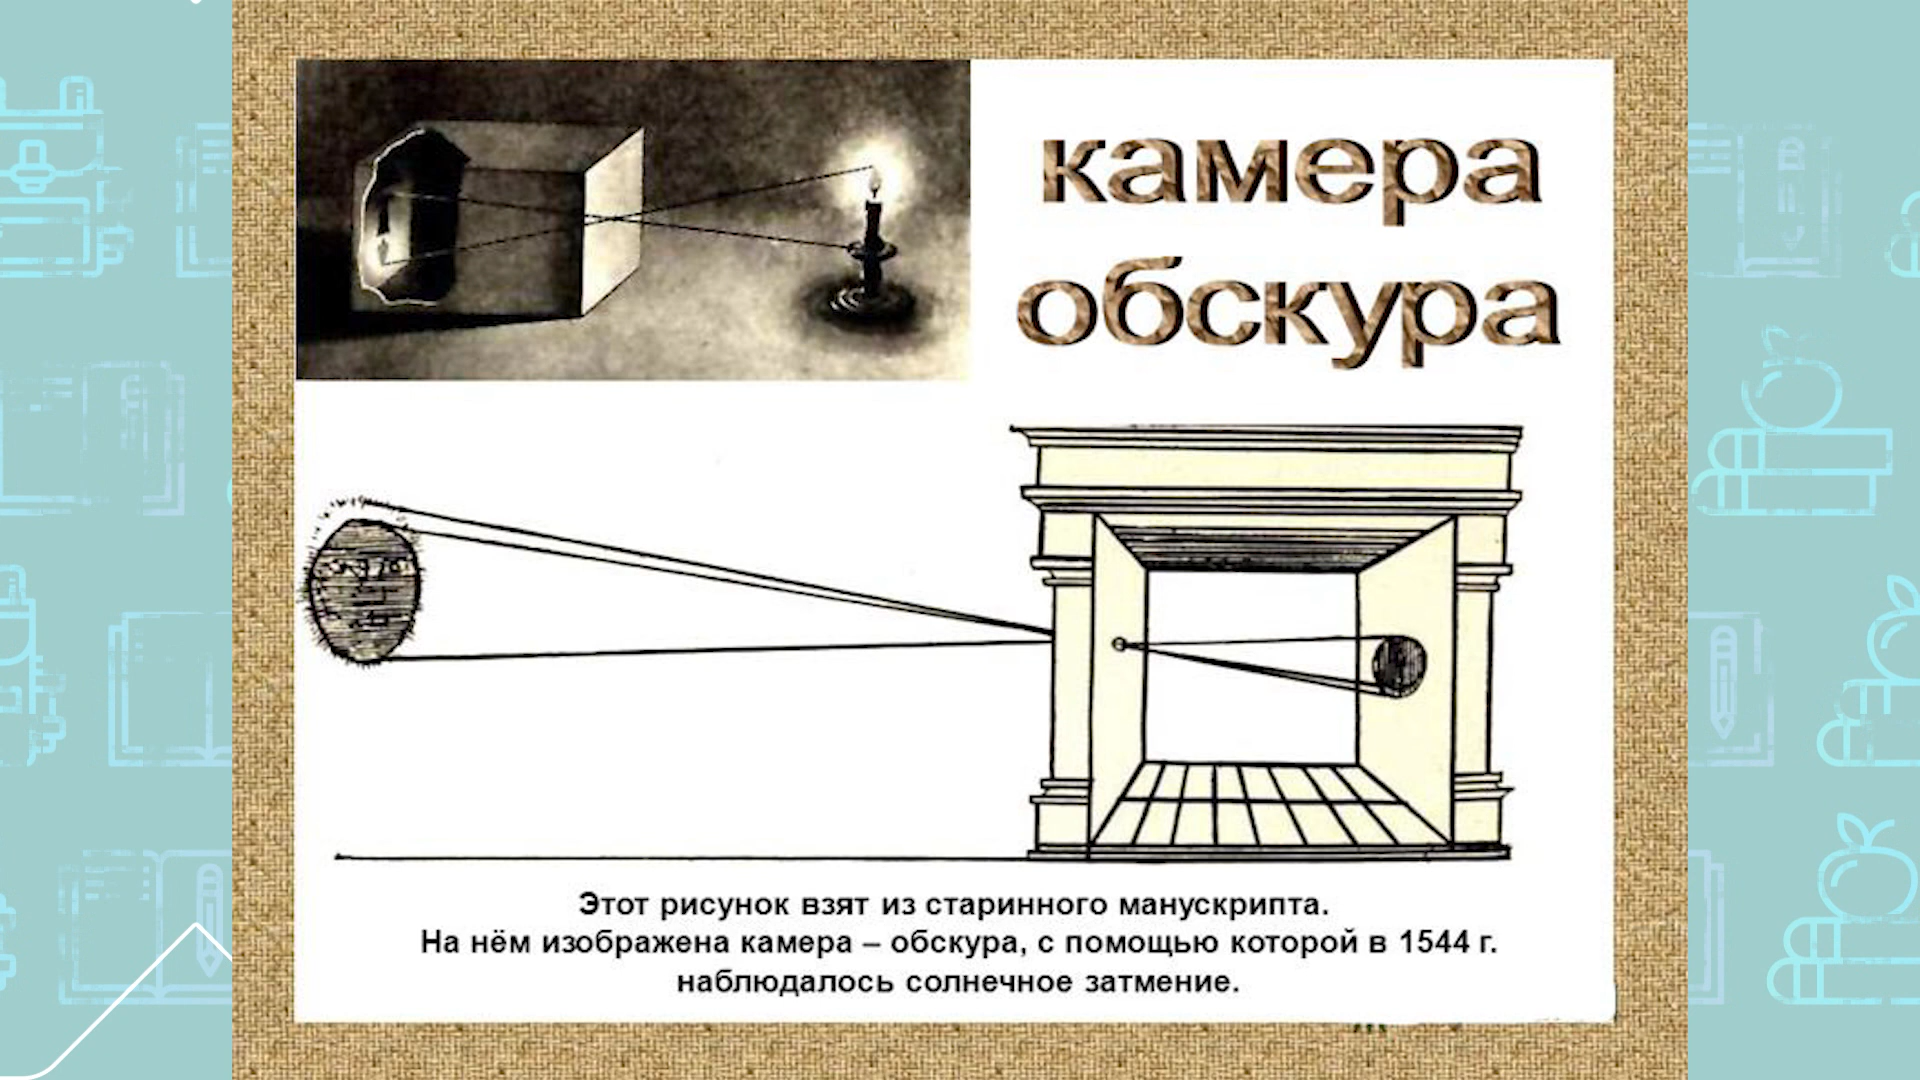 камера
обскура
Этот рисунок взят из старинного манускрипта.
На нём изображена камера – обскура, с помощью которой в 1544 г.
наблюдалось солнечное затмение.